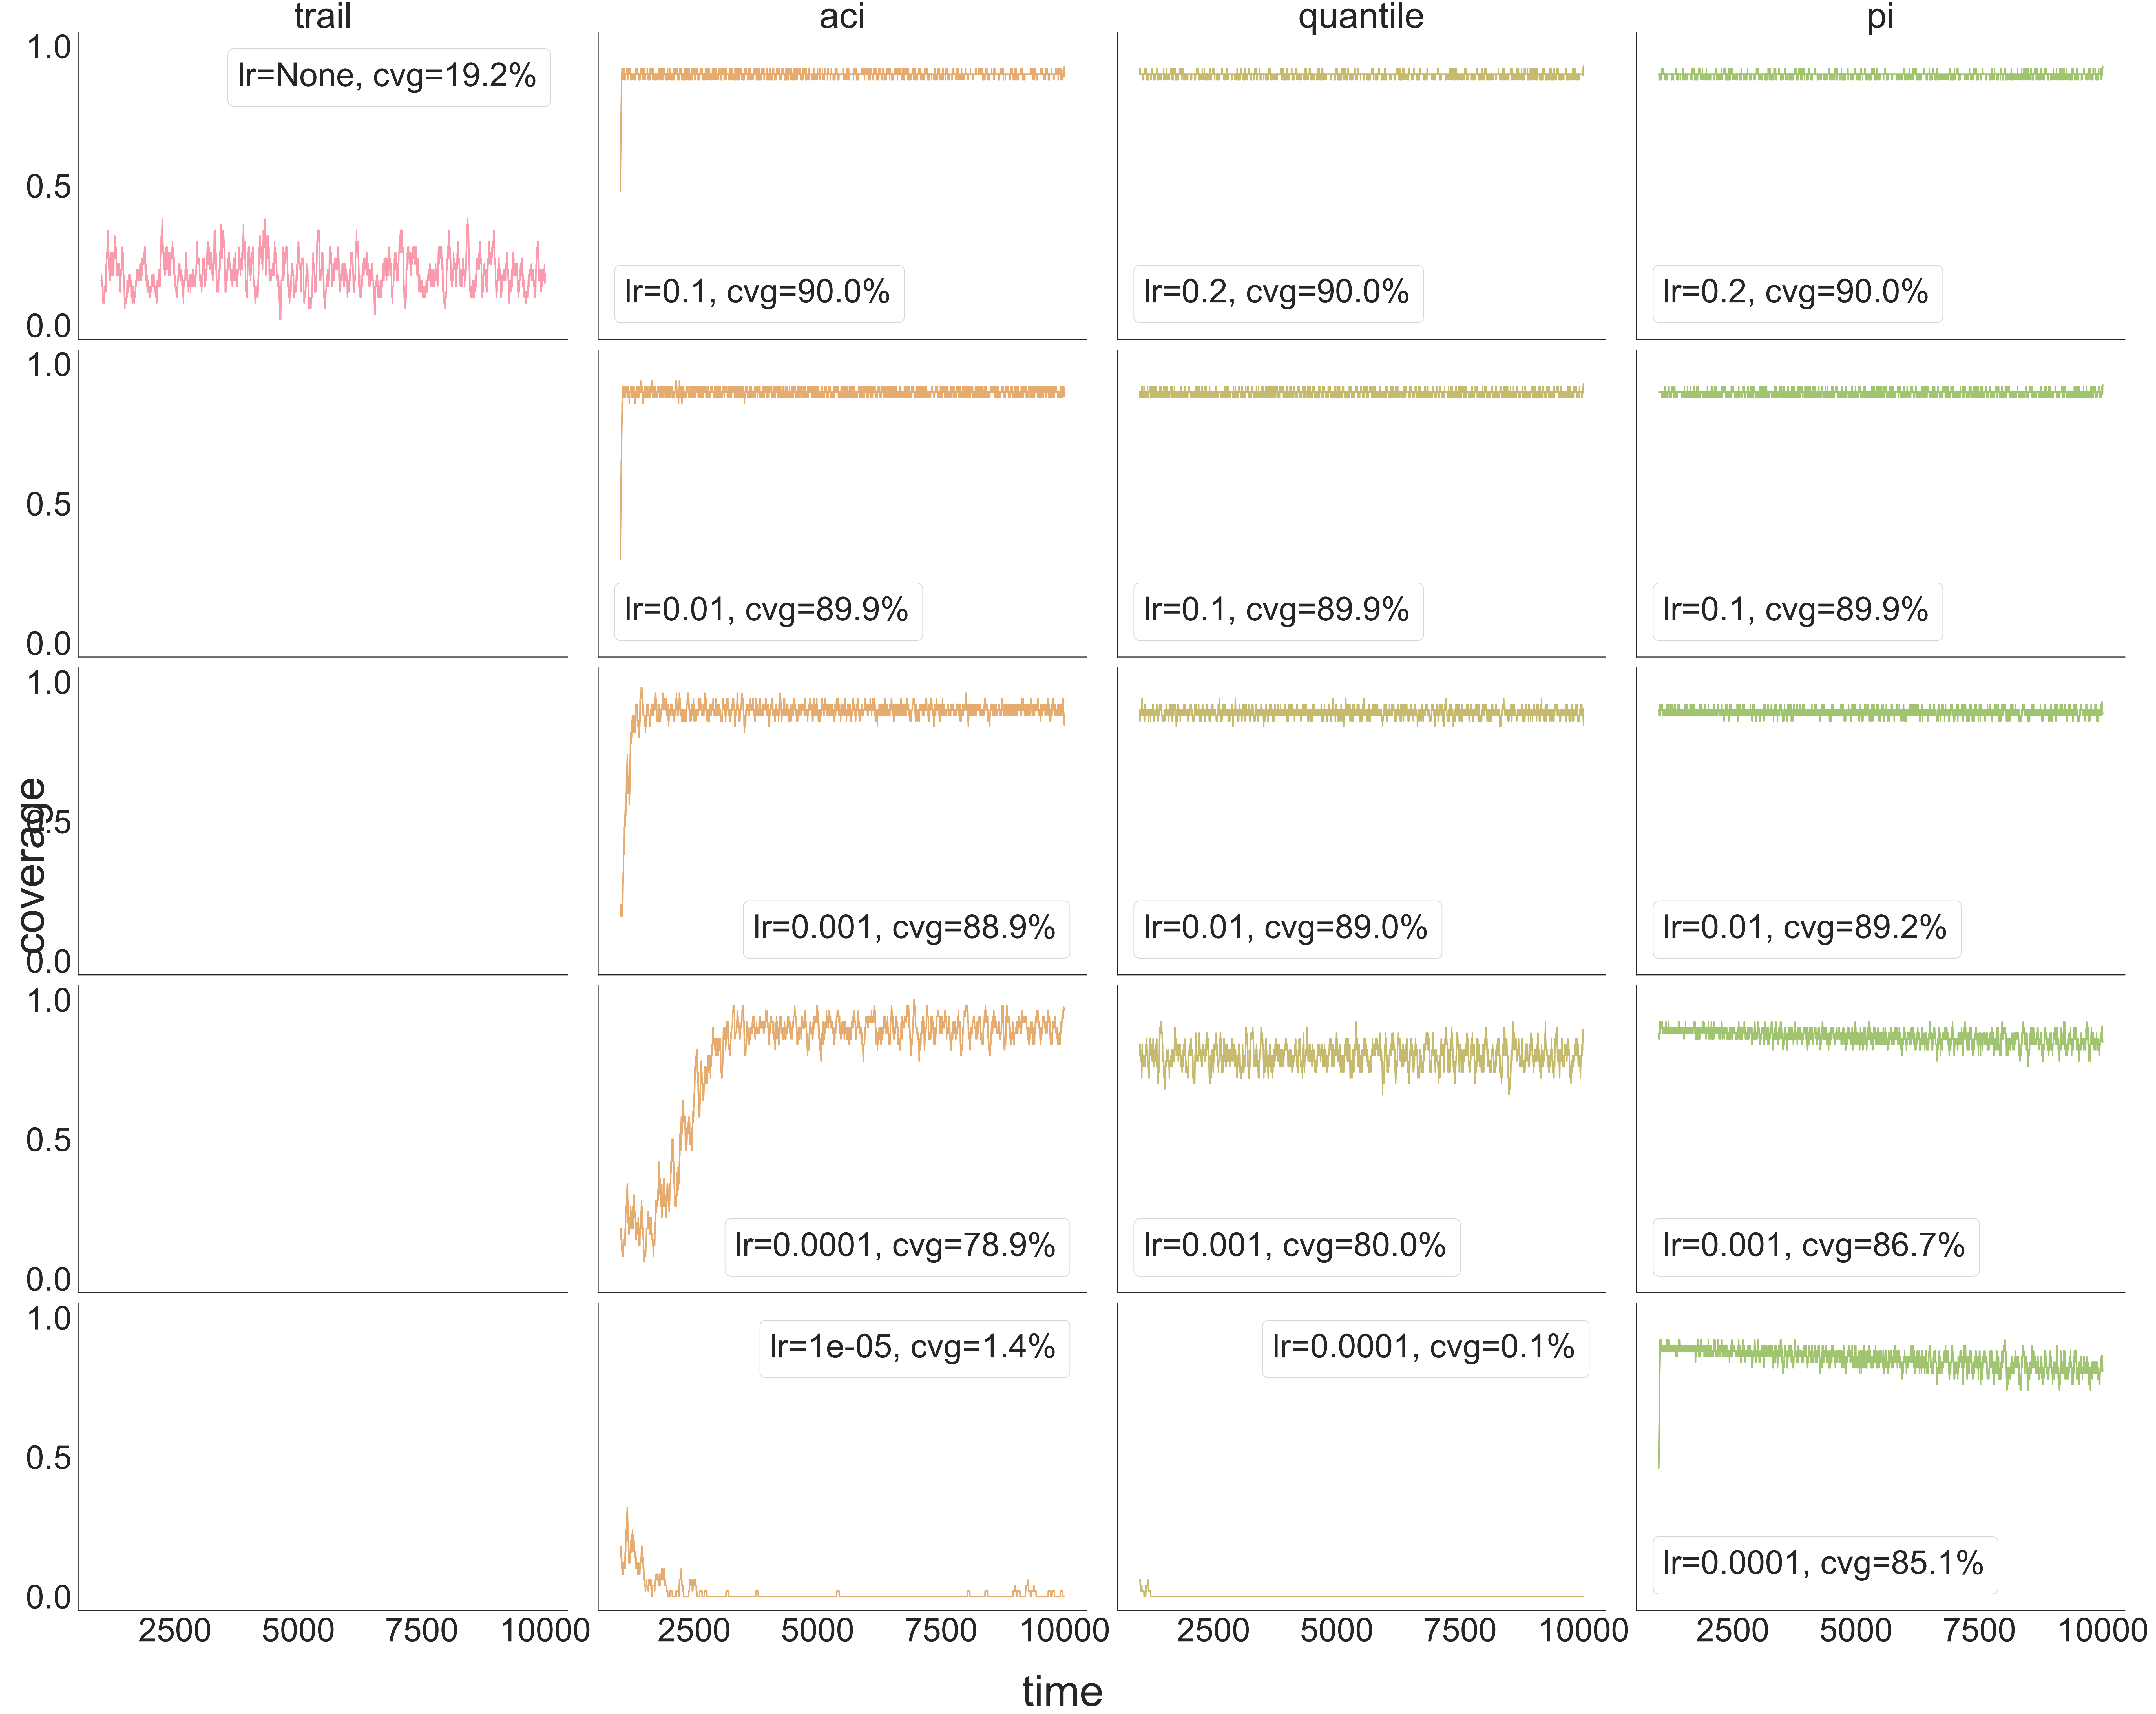 trail aci quantile pi
1.0
lr=None, cvg=19.2%
0.5
lr=0.1, cvg=90.0% lr=0.2, cvg=90.0% lr=0.2, cvg=90.0%
0.0
1.0
0.5
lr=0.01, cvg=89.9% lr=0.1, cvg=89.9% lr=0.1, cvg=89.9%
0.0
1.0
coverage
0.5
lr=0.001, cvg=88.9% lr=0.01, cvg=89.0% lr=0.01, cvg=89.2%
0.0
1.0
0.5
lr=0.0001, cvg=78.9% lr=0.001, cvg=80.0% lr=0.001, cvg=86.7%
0.0
1.0
lr=1e-05, cvg=1.4% lr=0.0001, cvg=0.1%
0.5
lr=0.0001, cvg=85.1%
0.0
2500 5000 7500 10000 2500 5000 7500 10000 2500 5000 7500 10000 2500 5000 7500 10000
time